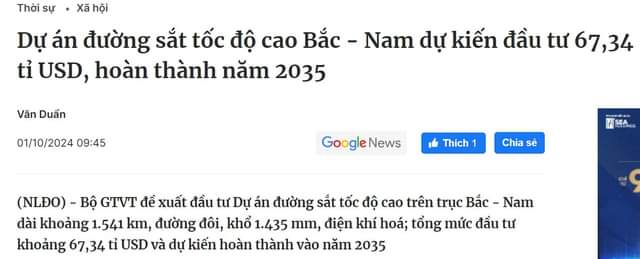 Thời sự • Xã hội
Dự án đường sắt tốc độ cao Bắc - Nam dự kiến đầu tư 67,34
tỉ USD, hoàn thành năm 2035
Văn Duẩn
01/10/2024 09:45
Google News
Thích 1
Chia sẻ
(NLĐO) - Bộ GTVT đề xuất đầu tư Dự án đường sắt tốc độ cao trên trục Bắc - Nam
dài khoảng 1.541 km, đường đôi, khổ 1.435 mm, điện khí hoá; tổng mức đầu tư
khoảng 67,34 tỉ USD và dự kiến hoàn thành vào năm 2035